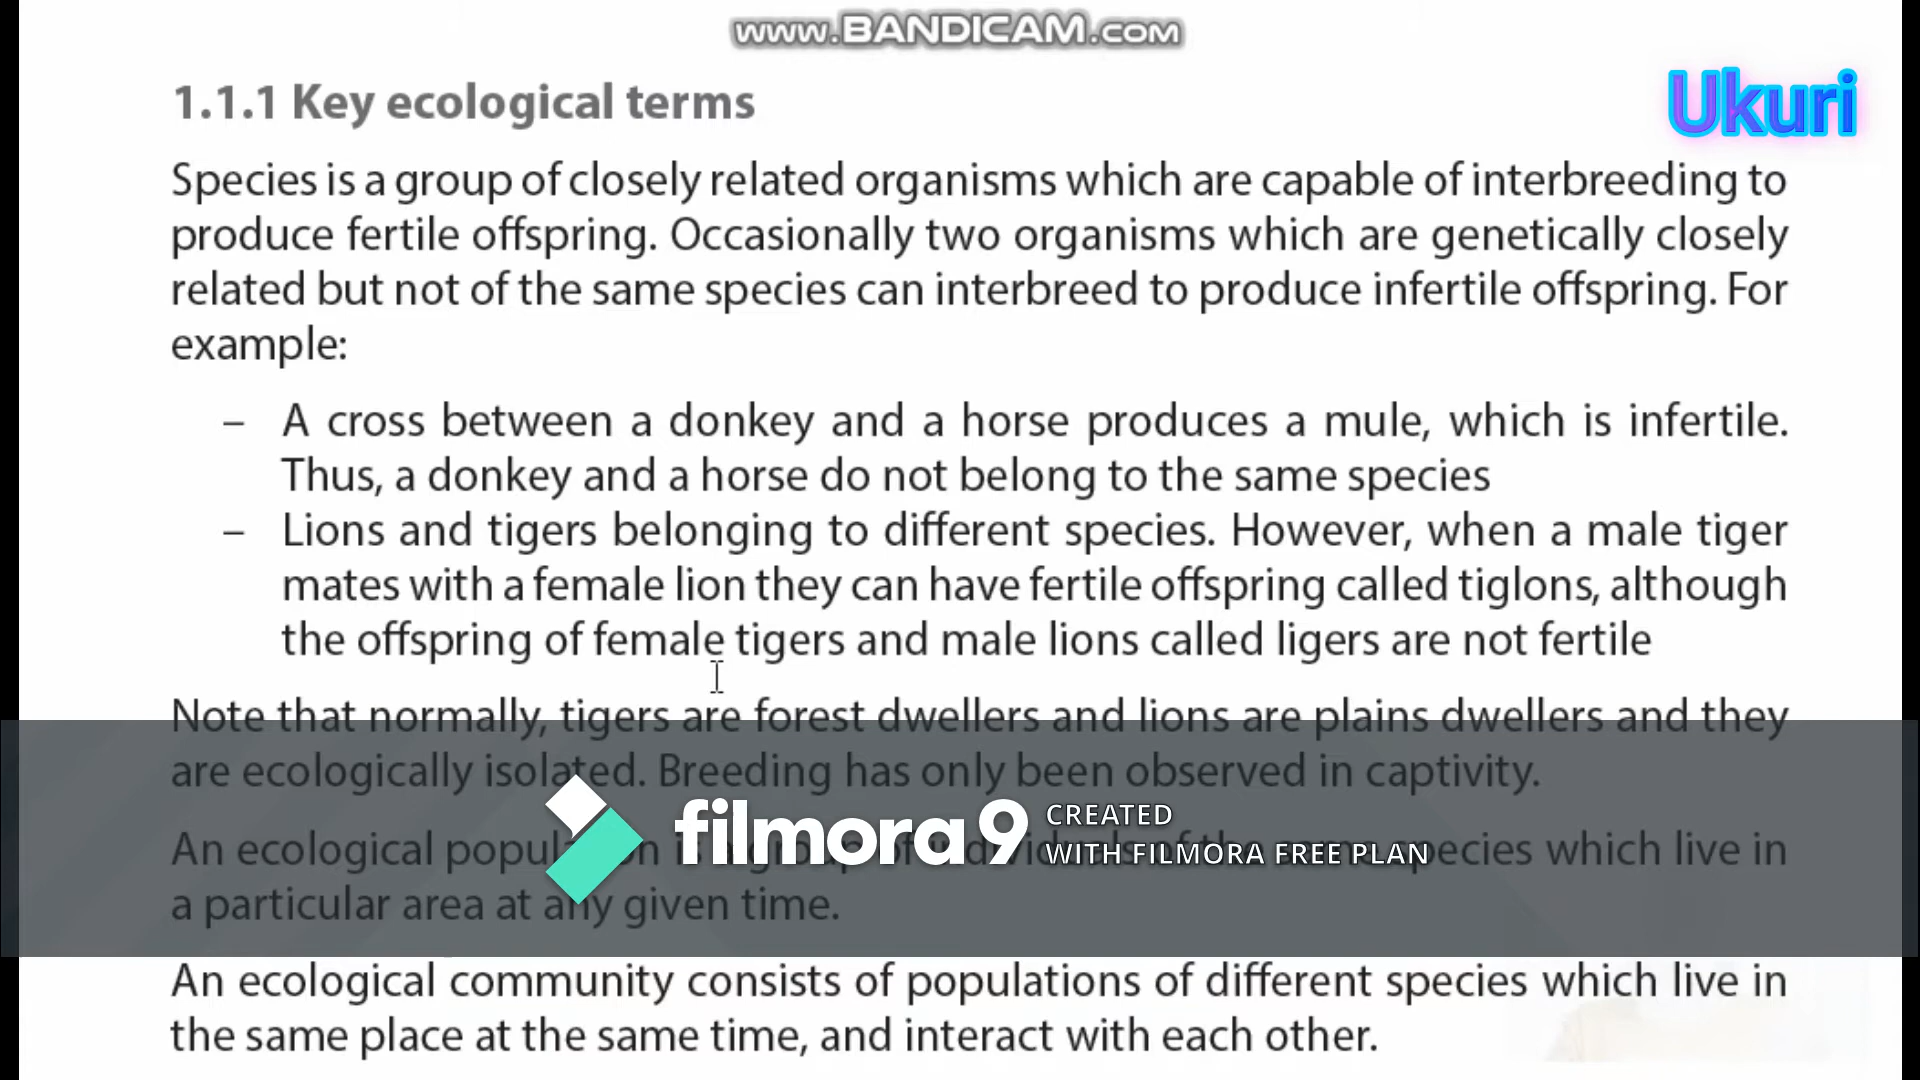 www.BANDICAM.com
Ukuri
1.1.1 Key ecological terms
Species is a group of closely related organisms which are capable of interbreeding to
produce fertile offspring. Occasionally two organisms which are genetically closely
related but not of the same species can interbreed to produce infertile offspring. For
example:
– A cross between a donkey and a horse produces a mule, which is infertile.
Thus, a donkey and a horse do not belong to the same species
– Lions and tigers belonging to different species. However, when a male tiger
mates with a female lion they can have fertile offspring called tiglons, although
the offspring of female tigers and male lions called ligers are not fertile
Note that normally, tigers are forest dwellers and lions are plains dwellers and they
are ecologically isolated. Breeding has only been observed in captivity.
filmora9 CREATED
WITH FILMORA FREE PLAN
An ecological species which live in
a particular area at any given time.
An ecological community consists of populations of different species which live in
the same place at the same time, and interact with each other.